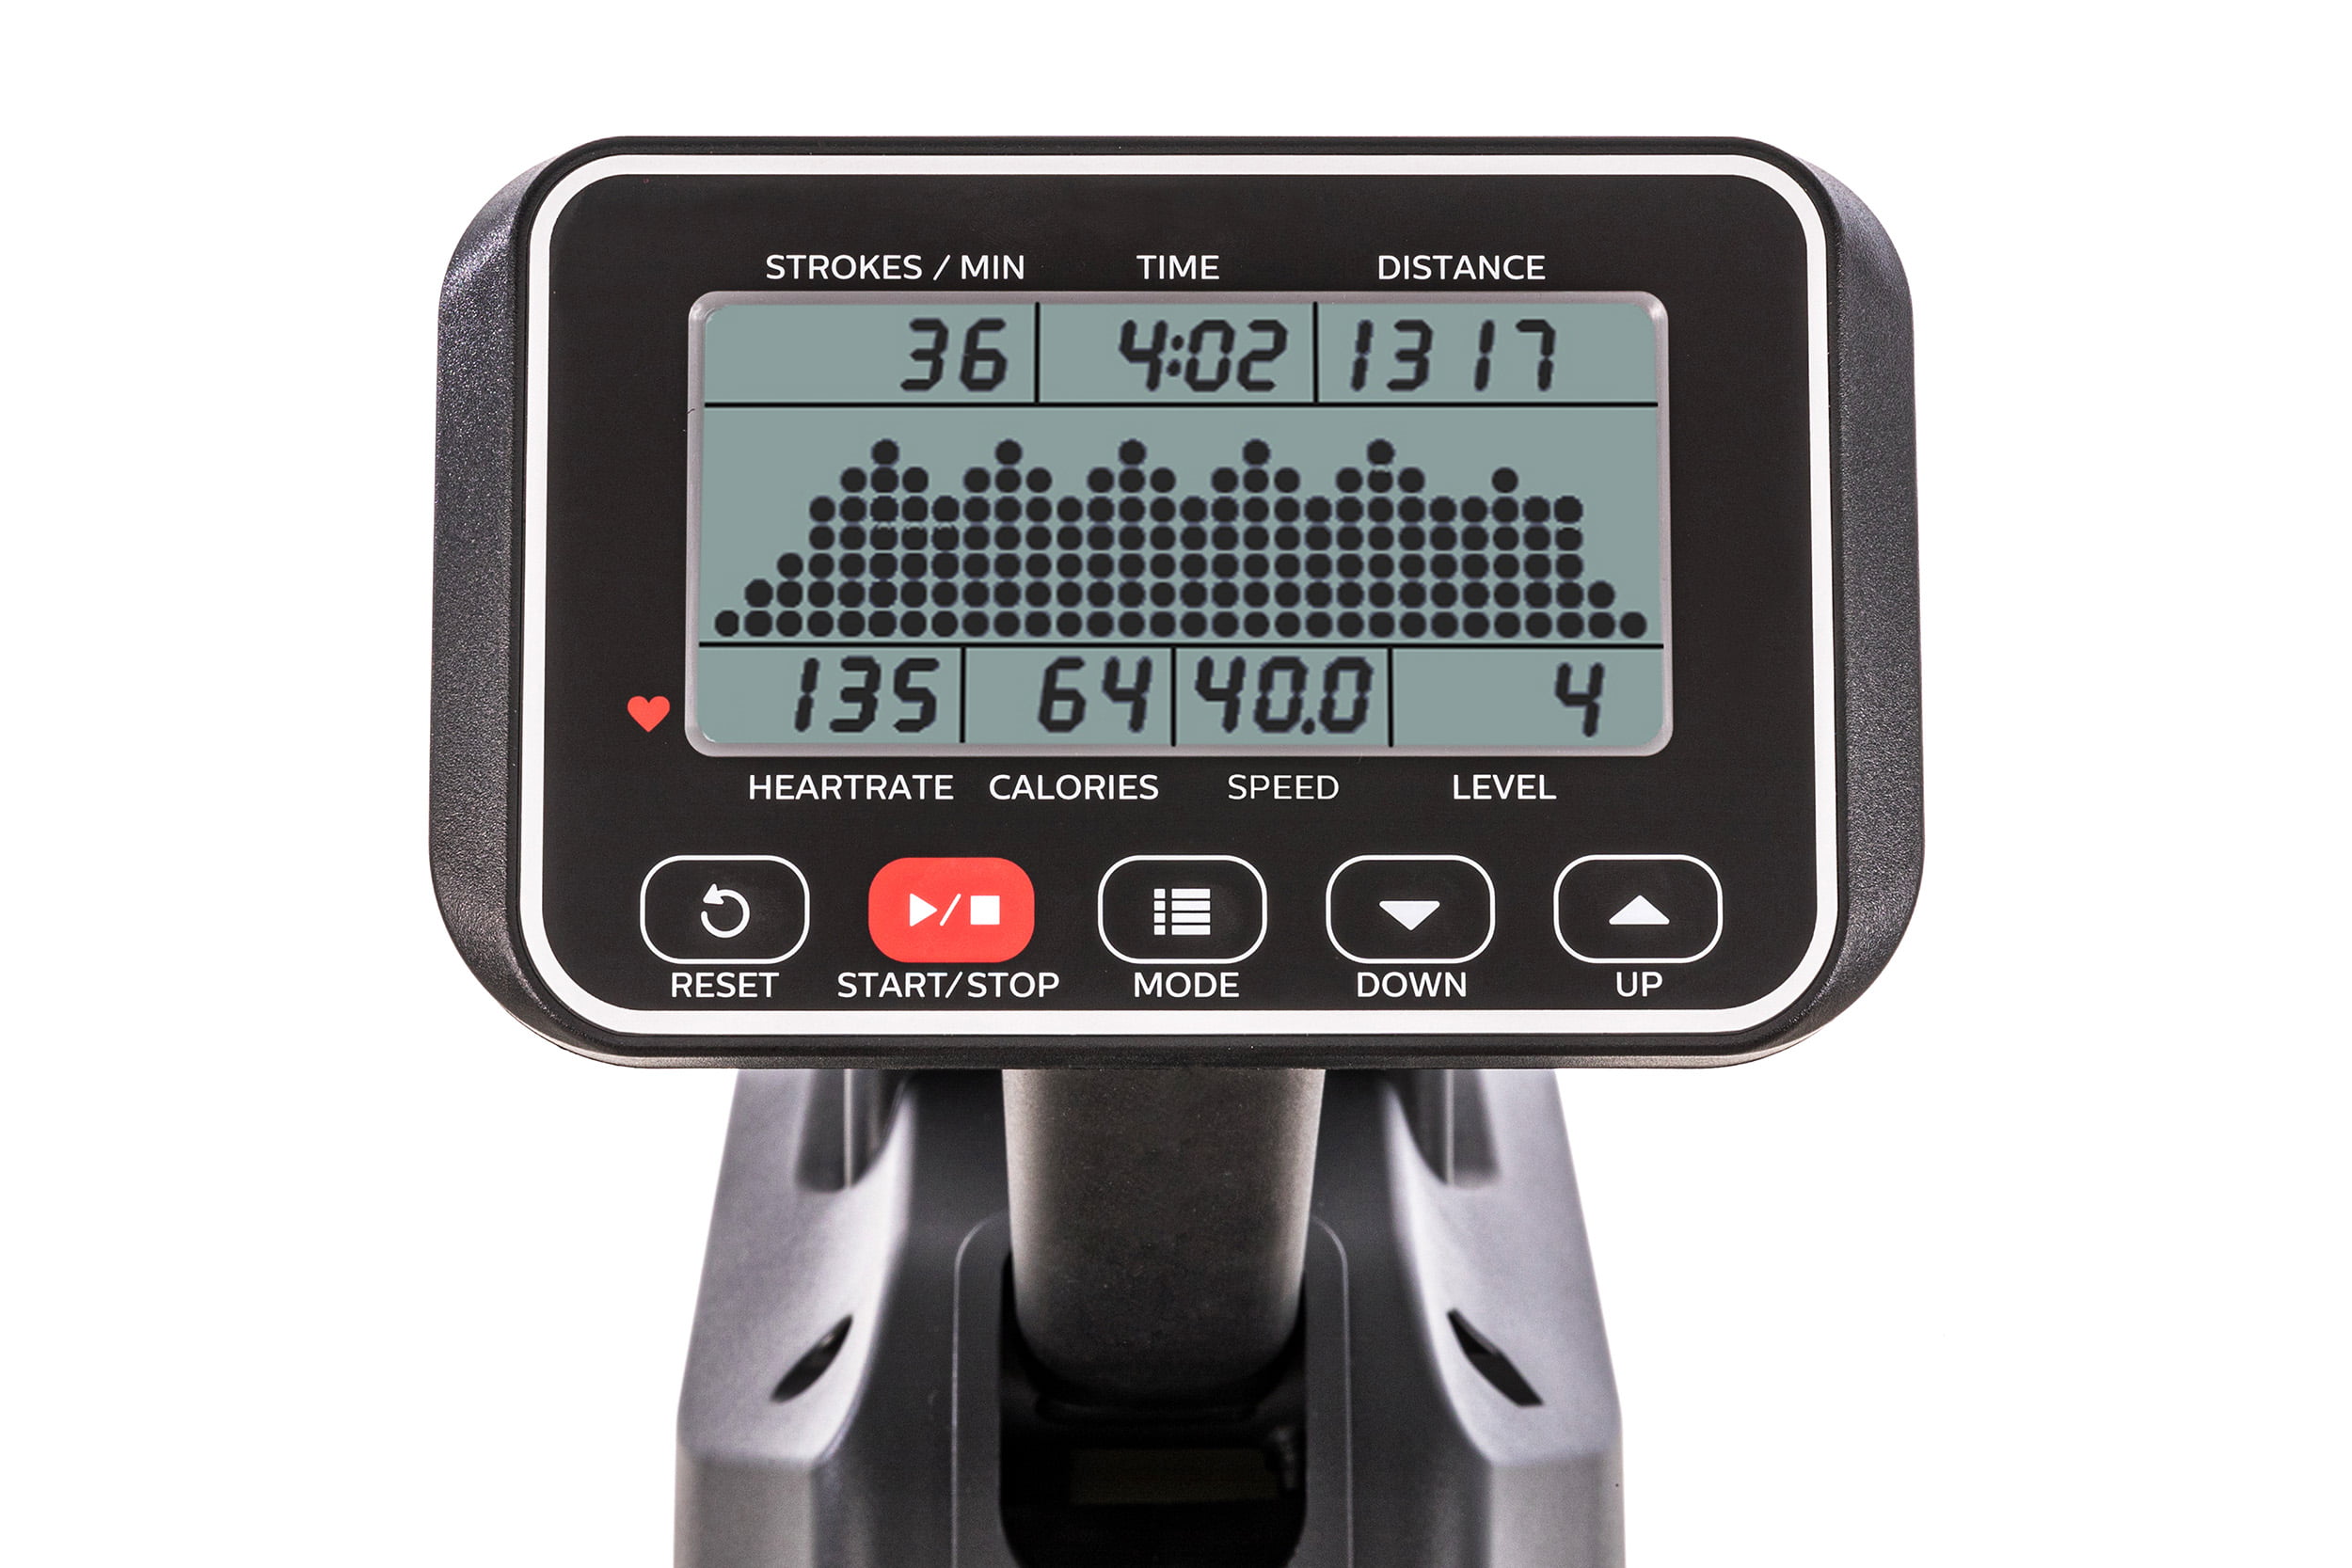 STROKES / MIN TIME DISTANCE
36 4:02 1317
135 64 40.0 4
HEARTRATE CALORIES SPEED LEVEL
RESET START/STOP MODE DOWN UP